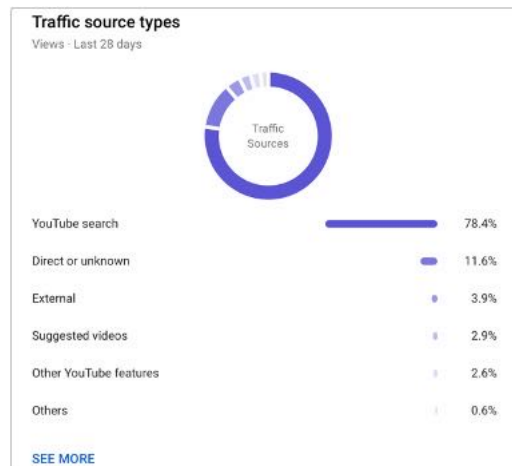 Traffic source types
Views · Last 28 days
Traffic
Sources
YouTube search 78.4%
Direct or unknown 11.6%
External 3.9%
Suggested videos 2.9%
Other YouTube features 2.6%
Others 0.6%
SEE MORE